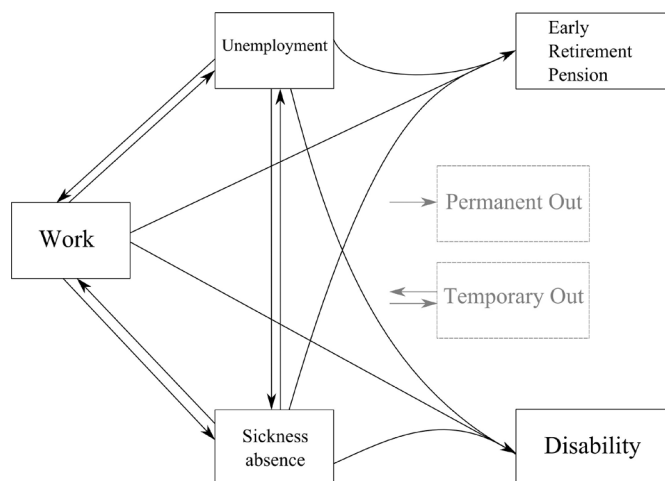 Unemployment
Early
Retirement
Pension
Permanent Out
Work
Temporary Out
Sickness
absence
Disability